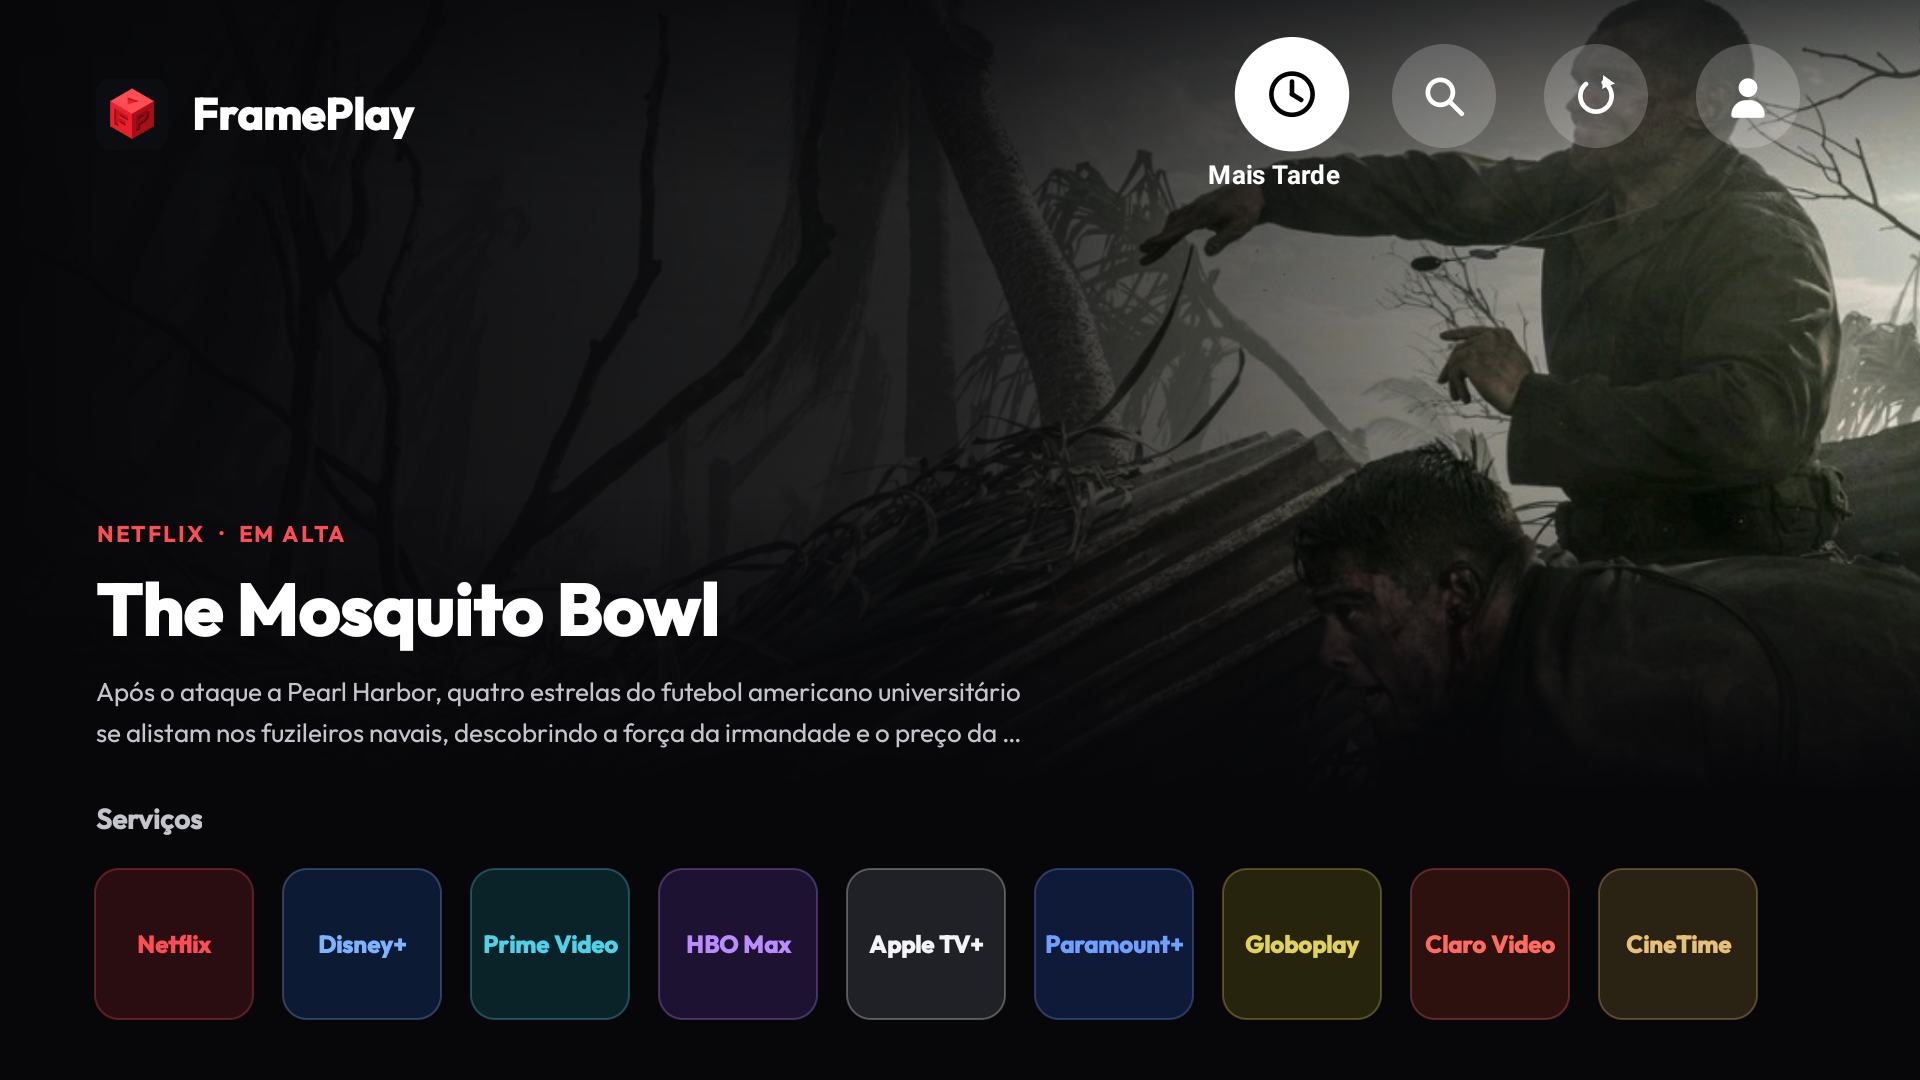 FramePlay
Mais Tarde
NETFLIX · EM ALTA
The Mosquito Bowl
Após o ataque a Pearl Harbor, quatro estrelas do futebol americano universitário
se alistam nos fuzileiros navais, descobrindo a força da irmandade e o preço da ...
Serviços
Netflix
Disney+
Prime Video
HBO Max
Apple TV+
Paramount+
Globoplay
Claro Video
CineTime